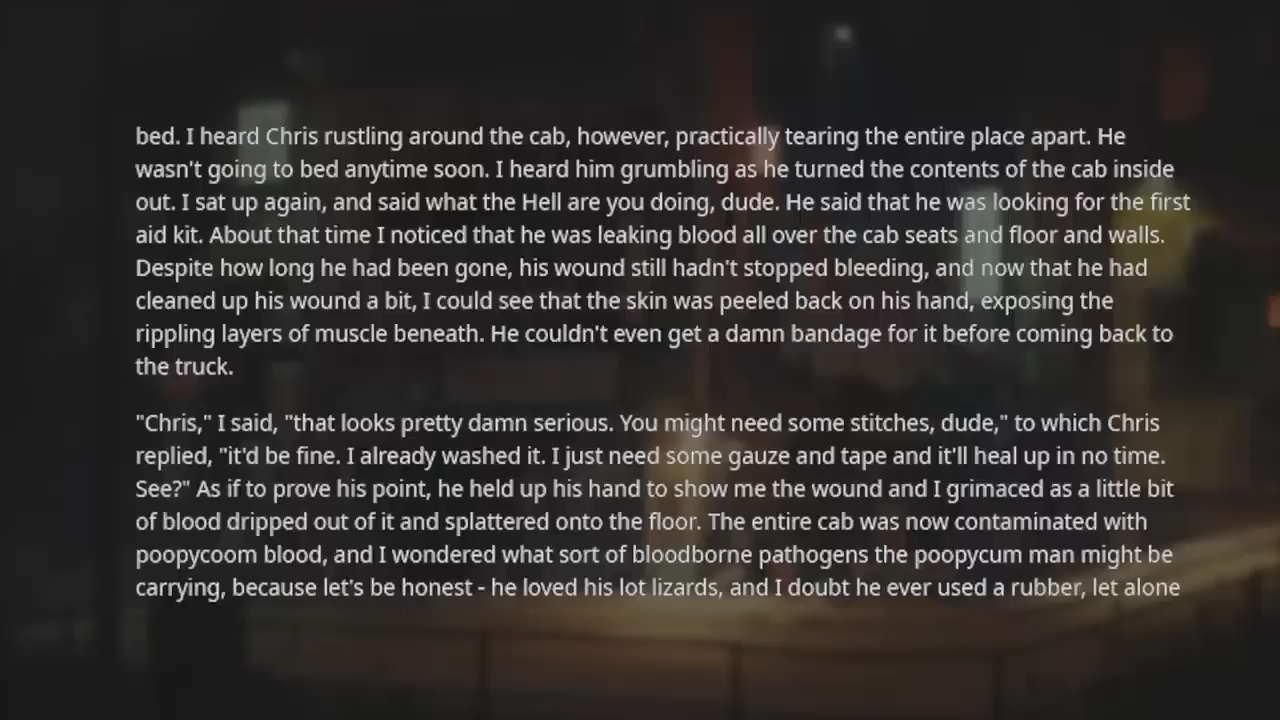 bed. I heard Chris rustling around the cab, however, practically tearing the entire place apart. He
wasn't going to bed anytime soon. I heard him grumbling as he turned the contents of the cab inside
out. I sat up again, and said what the Hell are you doing, dude. He said that he was looking for the first
aid kit. About that time I noticed that he was leaking blood all over the cab seats and floor and walls.
Despite how long he had been gone, his wound still hadn't stopped bleeding, and now that he had
cleaned up his wound a bit, I could see that the skin was peeled back on his hand, exposing the
rippling layers of muscle beneath. He couldn't even get a damn bandage for it before coming back to
the truck.
"Chris," I said, "that looks pretty damn serious. You might need some stitches, dude," to which Chris
replied, "it'd be fine. I already washed it. I just need some gauze and tape and it'll heal up in no time.
See?" As if to prove his point, he held up his hand to show me the wound and I grimaced as a little bit
of blood dripped out of it and splattered onto the floor. The entire cab was now contaminated with
poopycoom blood, and I wondered what sort of bloodborne pathogens the poopycum man might be
carrying, because let's be honest - he loved his lot lizards, and I doubt he ever used a rubber, let alone